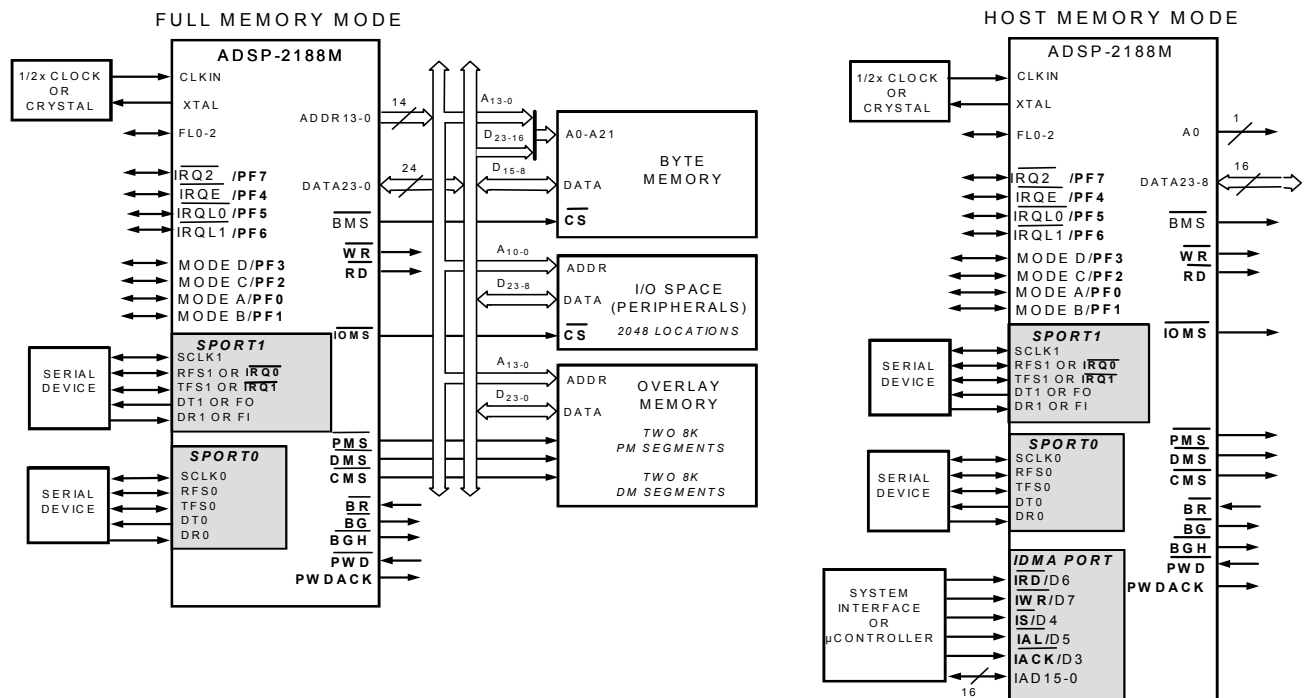 FULL MEMORY MODE
ADSP-2188M
1/2x CLOCK
OR
CRYSTAL
CLKIN
XTAL
FL0-2
IRQ2 /PF7
IRQE /PF4
IRQL0 /PF5
IRQL1 /PF6
MODE D/PF3
MODE C/PF2
MODE A/PF0
MODE B/PF1
SPORT1
SERIAL
DEVICE
SCLK1
RFS1 OR IRQ0
TFS1 OR IRQ1
DT1 OR FO
DR1 OR FI
SPORT0
SERIAL
DEVICE
SCLK0
RFS0
TFS0
DT0
DR0
ADDR13-0
14
DATA23-0
24
BMS
WR
RD
IOMS
PMS
DMS
CMS
BR
BG
BGH
PWD
PWDACK
A13-0
D23-16
D15-8
A0-A21
DATA
CS
BYTE
MEMORY
A10-0
D23-8
ADDR
DATA
CS
I/O SPACE
(PERIPHERALS)
2048 LOCATIONS
A13-0
D23-0
ADDR
DATA
OVERLAY
MEMORY
TWO 8K
PM SEGMENTS
TWO 8K
DM SEGMENTS
HOST MEMORY MODE
ADSP-2188M
1/2x CLOCK
OR
CRYSTAL
CLKIN
XTAL
FL0-2
IRQ2 /PF7
IRQE /PF4
IRQL0 /PF5
IRQL1 /PF6
MODE D/PF3
MODE C/PF2
MODE A/PF0
MODE B/PF1
SPORT1
SERIAL
DEVICE
SCLK1
RFS1 OR IRQ0
TFS1 OR IRQ1
DT1 OR FO
DR1 OR FI
SPORT0
SERIAL
DEVICE
SCLK0
RFS0
TFS0
DT0
DR0
IDMA PORT
SYSTEM
INTERFACE
OR
µCONTROLLER
IRD/D6
IWR/D7
IS/D4
IAL/D5
IACK/D3
IAD15-0
16
A0
1
DATA23-8
16
BMS
WR
RD
IOMS
PMS
DMS
CMS
BR
BG
BGH
PWD
PWDACK